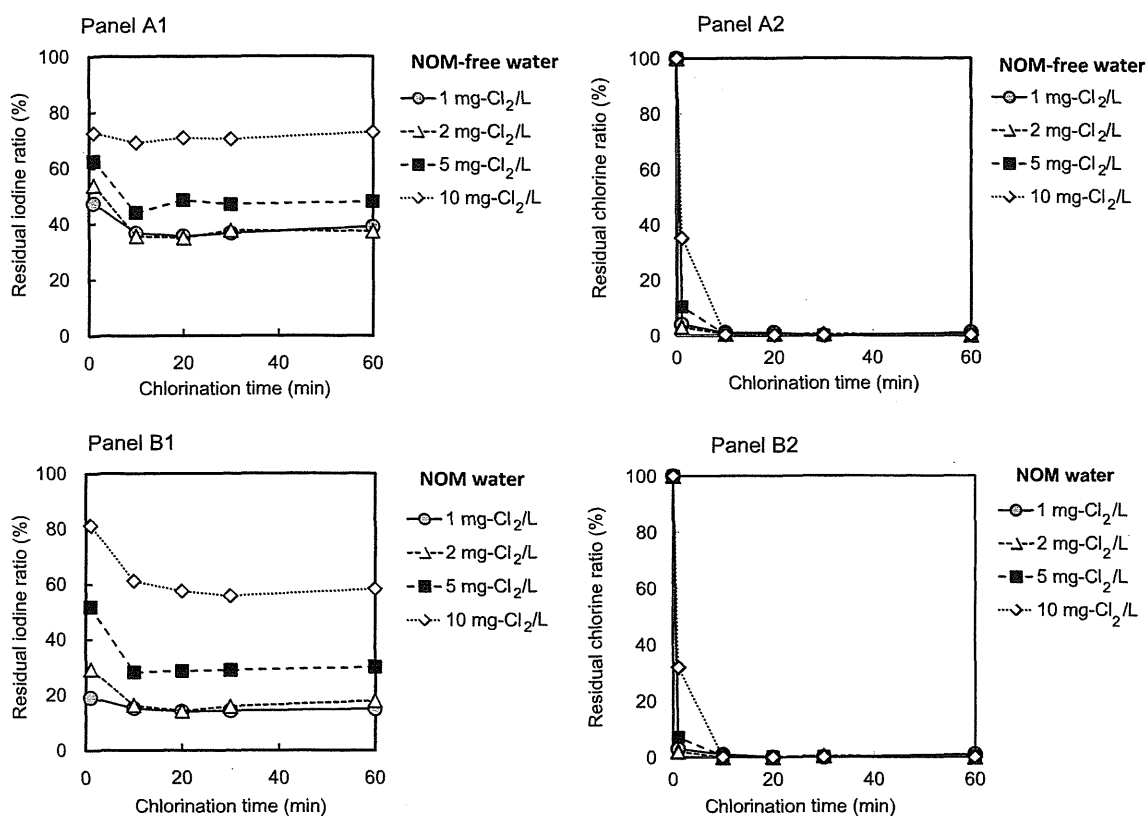 Panel A1
Residual iodine ratio (%)
100
80
60
40
20
0
0 20 40 60
Chlorination time (min)
NOM-free water
1 mg-Cl₂/L
2 mg-Cl₂/L
5 mg-Cl₂/L
10 mg-Cl₂/L
Panel A2
Residual chlorine ratio (%)
100
80
60
40
20
0
0 20 40 60
Chlorination time (min)
NOM-free water
1 mg-Cl₂/L
2 mg-Cl₂/L
5 mg-Cl₂/L
10 mg-Cl₂/L
Panel B1
Residual iodine ratio (%)
100
80
60
40
20
0
0 20 40 60
Chlorination time (min)
NOM water
1 mg-Cl₂/L
2 mg-Cl₂/L
5 mg-Cl₂/L
10 mg-Cl₂/L
Panel B2
Residual chlorine ratio (%)
100
80
60
40
20
0
0 20 40 60
Chlorination time (min)
NOM water
1 mg-Cl₂/L
2 mg-Cl₂/L
5 mg-Cl₂/L
10 mg-Cl₂/L